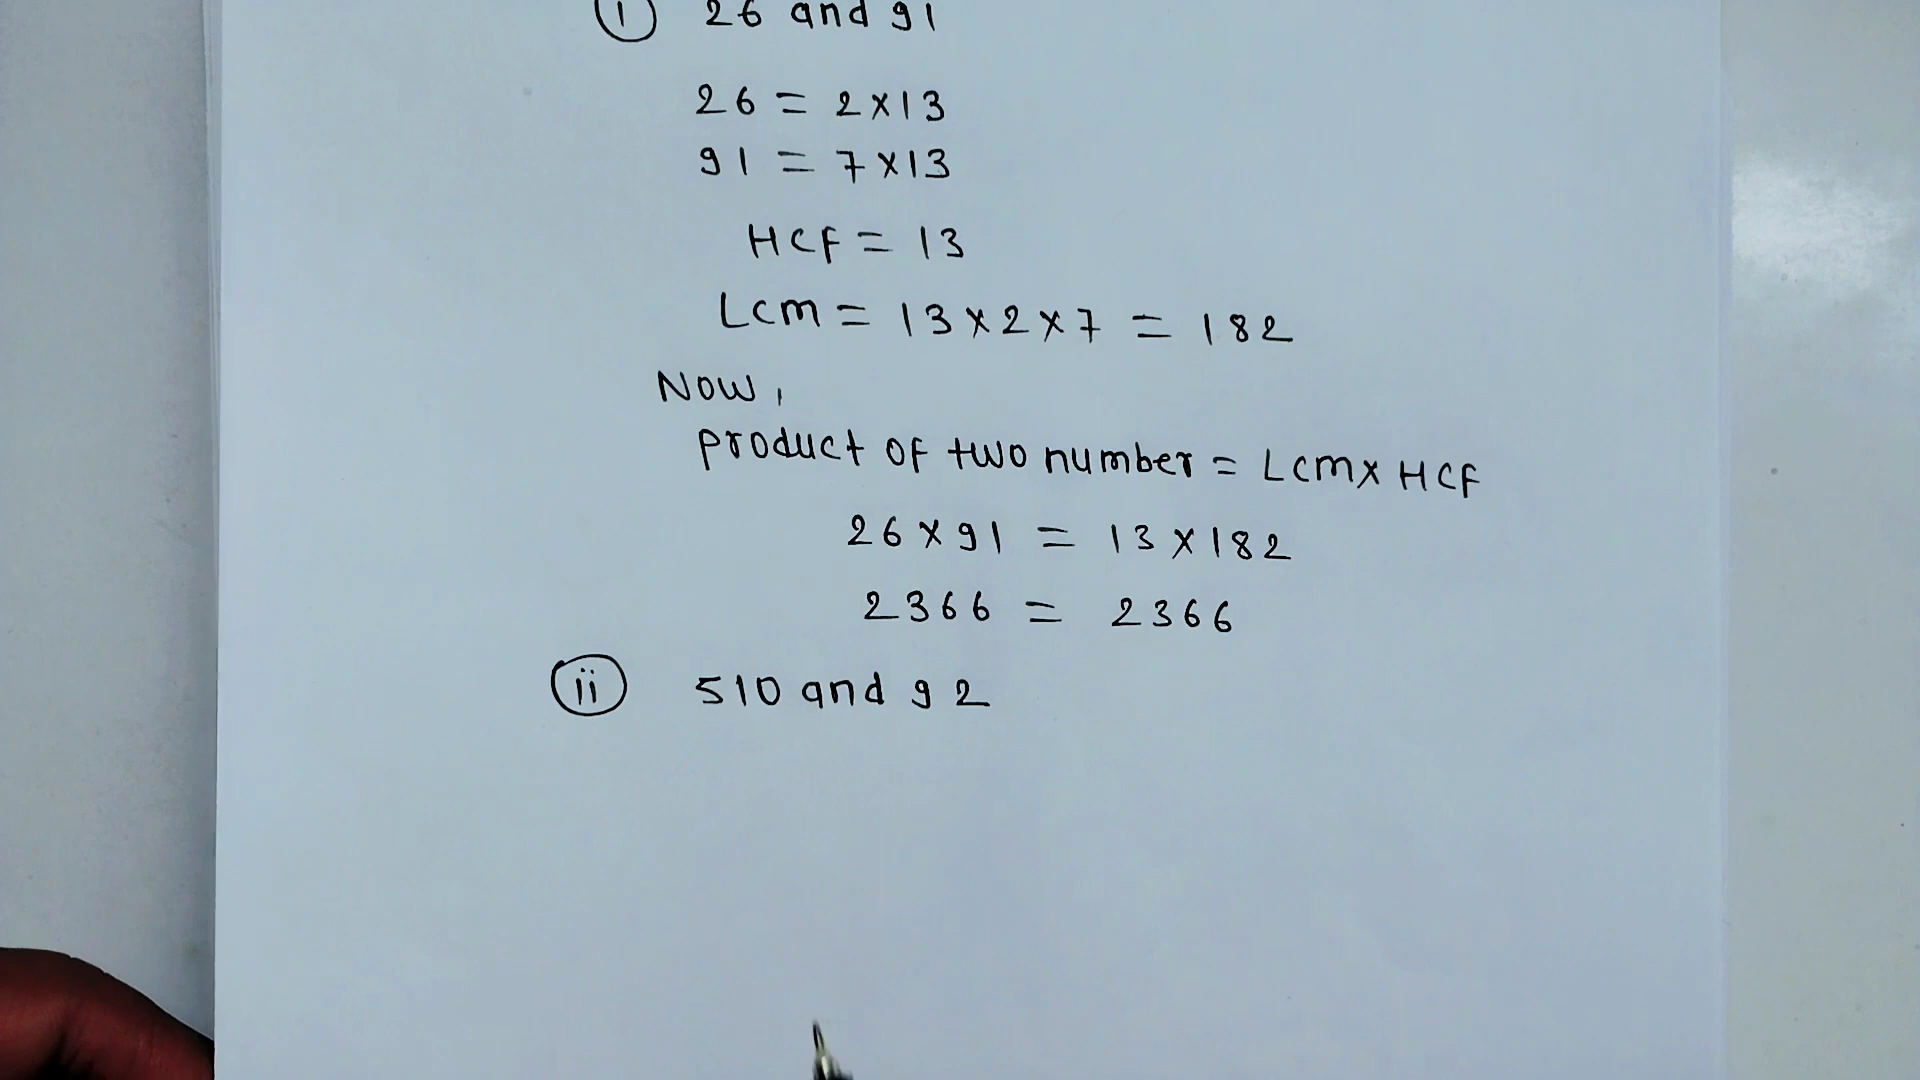 i 26 and 91
26 = 2×13
91 = 7×13
HCF = 13
Lcm = 13×2×7 = 182
Now,
product of two number = Lcm× HCF
26×91 = 13×182
2366 = 2366
ii 510 and 92